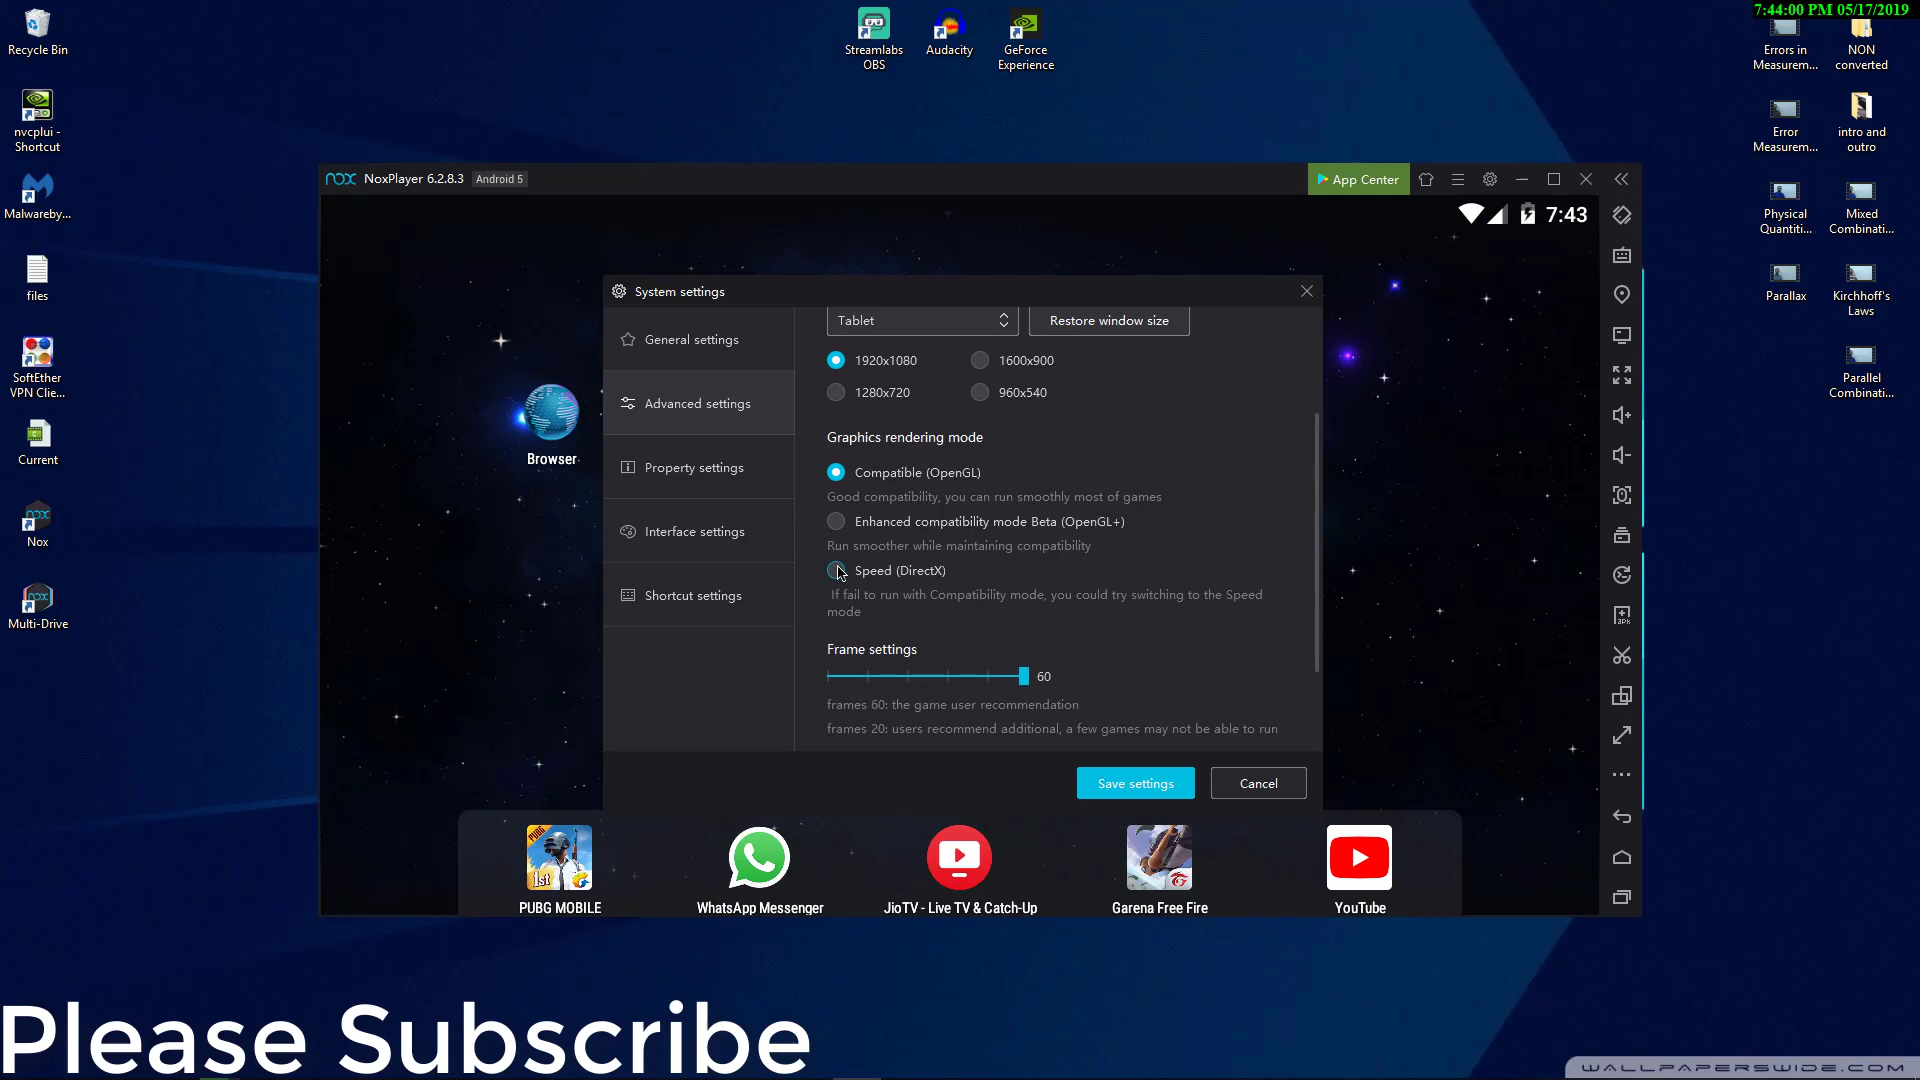 7:44:00 PM 05/17/2019
Recycle Bin
nvcplui -
Shortcut
Malwareby...
files
SoftEther
VPN Clie...
Current
Nox
Multi-Drive
Streamlabs
OBS
Audacity
GeForce
Experience
Errors in
Measurem...
NON
converted
Error
Measurem...
intro and
outro
Physical
Quantiti...
Mixed
Combinati...
Parallax
Kirchhoff's
Laws
Parallel
Combinati...
nox NoxPlayer 6.2.8.3 Android 5
App Center
7:43
Browser
System settings
General settings
Advanced settings
Property settings
Interface settings
Shortcut settings
Tablet
Restore window size
1920x1080 1600x900
1280x720 960x540
Graphics rendering mode
Compatible (OpenGL)
Good compatibility, you can run smoothly most of games
Enhanced compatibility mode Beta (OpenGL+)
Run smoother while maintaining compatibility
Speed (DirectX)
If fail to run with Compatibility mode, you could try switching to the Speed
mode
Frame settings
60
frames 60: the game user recommendation
frames 20: users recommend additional, a few games may not be able to run
Save settings Cancel
PUBG MOBILE
WhatsApp Messenger
JioTV - Live TV & Catch-Up
Garena Free Fire
YouTube
Please Subscribe
WALLPAPERSWIDE.COM